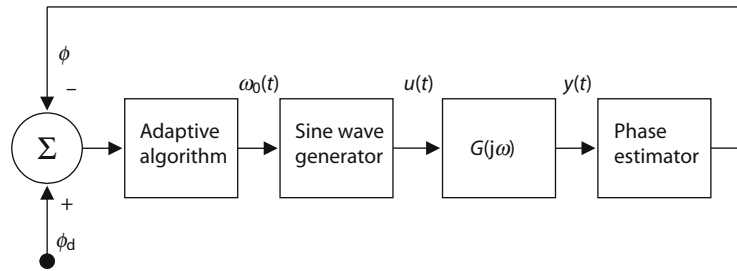 ϕ
−
ω₀(t)
u(t)
y(t)
Σ
Adaptive
algorithm
Sine wave
generator
G(jω)
Phase
estimator
+
ϕd